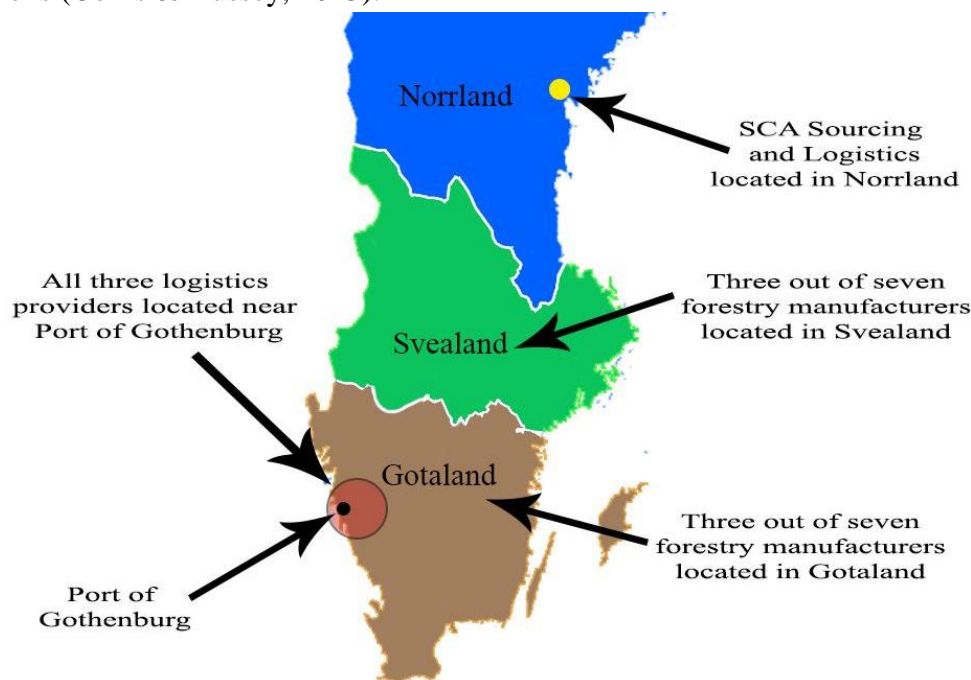 Norrland
SCA Sourcing
and Logistics
located in Norrland
All three logistics
providers located near
Port of Gothenburg
Three out of seven
forestry manufacturers
located in Svealand
Svealand
Gotaland
Three out of seven
forestry manufacturers
located in Gotaland
Port of
Gothenburg